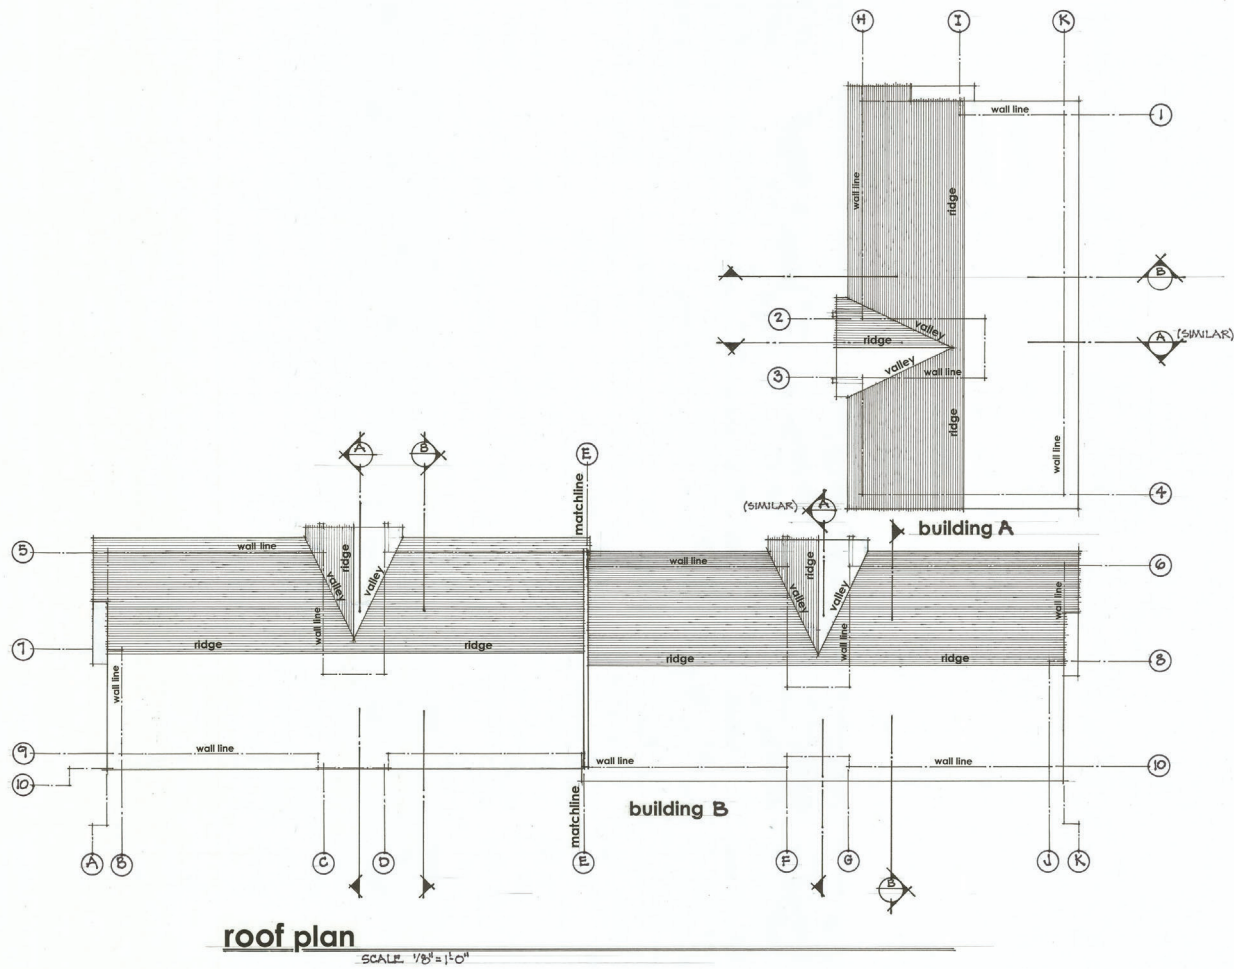 H I K
1
wall line
wall line
ridge
B
2
valley
A (SIMILAR)
ridge
valley
3
wall line
ridge
A
B
E
wall line
matchline
4
(SIMILAR)
A
building A
5
wall line
ridge
valley
valley
wall line
ridge
valley
valley
6
wall line
wall line
wall line
7
ridge
ridge
ridge
ridge
8
wall line
9
wall line
wall line
wall line
10
10
matchline
building B
A B C D E F G J K
B
roof plan
SCALE 1/8"=1'-0"